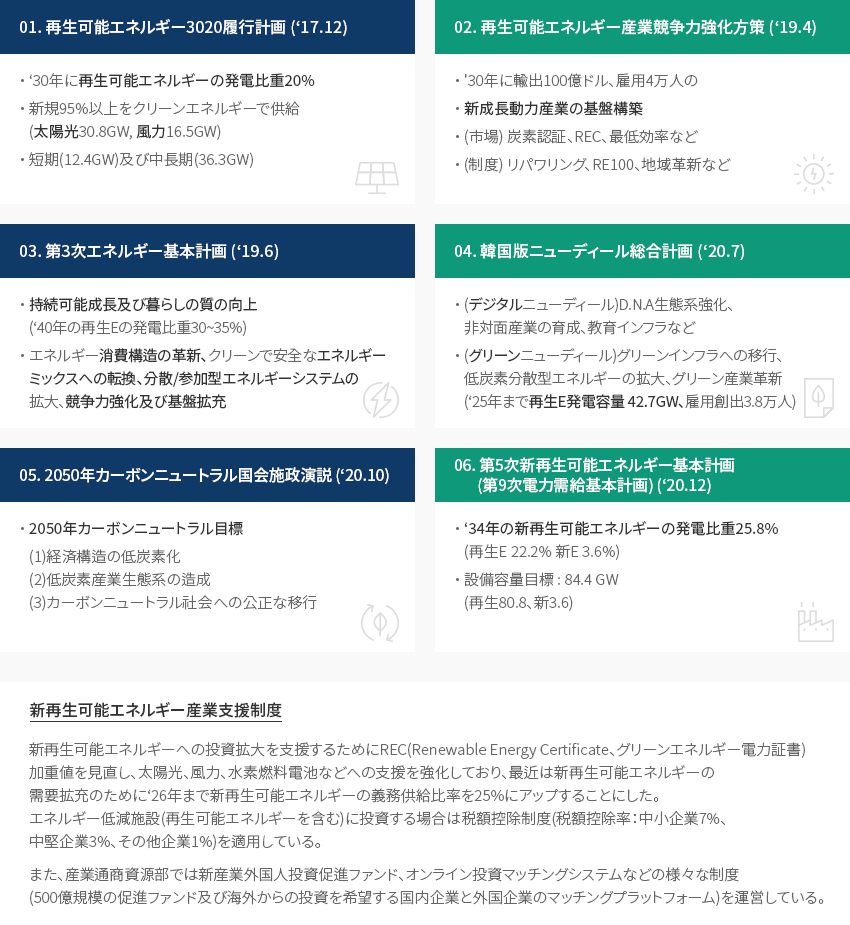 01. 再生可能エネルギー3020履行計画 (‘17.12)
・‘30年に再生可能エネルギーの発電比重20%
・新規95%以上をクリーンエネルギーで供給
(太陽光30.8GW, 風力16.5GW)
・短期(12.4GW)及び中長期(36.3GW)
02. 再生可能エネルギー産業競争力強化方策 (‘19.4)
・'30年に輸出100億ドル、雇用4万人の
・新成長動力産業の基盤構築
・(市場) 炭素認証、REC、最低効率など
・(制度) リパワリング、RE100、地域革新など
03. 第3次エネルギー基本計画 (‘19.6)
・持続可能成長及び暮らしの質の向上
(‘40年の再生Eの発電比重30~35%)
・エネルギー消費構造の革新、クリーンで安全なエネルギー
ミックスへの転換、分散/参加型エネルギーシステムの
拡大、競争力強化及び基盤拡充
04. 韓国版ニューディール総合計画 (‘20.7)
・(デジタルニューディール)D.N.A生態系強化、
非対面産業の育成、教育インフラなど
・(グリーンニューディール)グリーンインフラへの移行、
低炭素分散型エネルギーの拡大、グリーン産業革新
(‘25年まで再生E発電容量 42.7GW、雇用創出3.8万人)
05. 2050年カーボンニュートラル国会施政演説 (‘20.10)
・2050年カーボンニュートラル目標
(1)経済構造の低炭素化
(2)低炭素産業生態系の造成
(3)カーボンニュートラル社会への公正な移行
06. 第5次新再生可能エネルギー基本計画
(第9次電力需給基本計画) (‘20.12)
・‘34年の新再生可能エネルギーの発電比重25.8%
(再生E 22.2% 新E 3.6%)
・設備容量目標 : 84.4 GW
(再生80.8、新3.6)
新再生可能エネルギー産業支援制度
新再生可能エネルギーへの投資拡大を支援するためにREC(Renewable Energy Certificate、グリーンエネルギー電力証書)
加重値を見直し、太陽光、風力、水素燃料電池などへの支援を強化しており、最近は新再生可能エネルギーの
需要拡充のために‘26年まで新再生可能エネルギーの義務供給比率を25%にアップすることにした。
エネルギー低減施設(再生可能エネルギーを含む)に投資する場合は税額控除制度(税額控除率：中小企業7%、
中堅企業3%、その他企業1%)を適用している。
また、産業通商資源部では新産業外国人投資促進ファンド、オンライン投資マッチングシステムなどの様々な制度
(500億規模の促進ファンド及び海外からの投資を希望する国内企業と外国企業のマッチングプラットフォーム)を運営している。